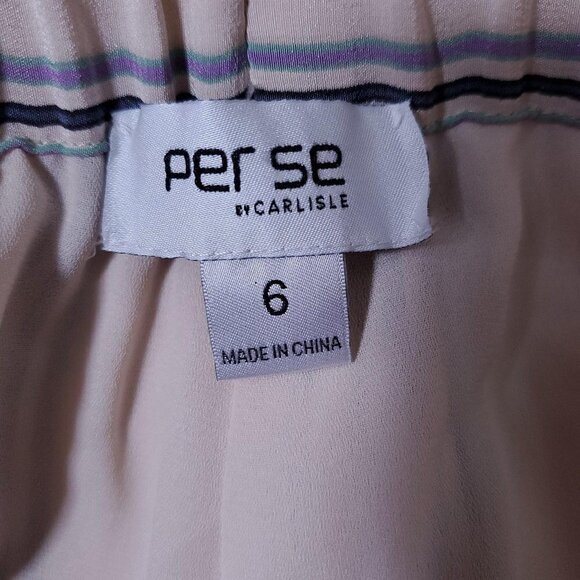 per se
BY CARLISLE
6
MADE IN CHINA